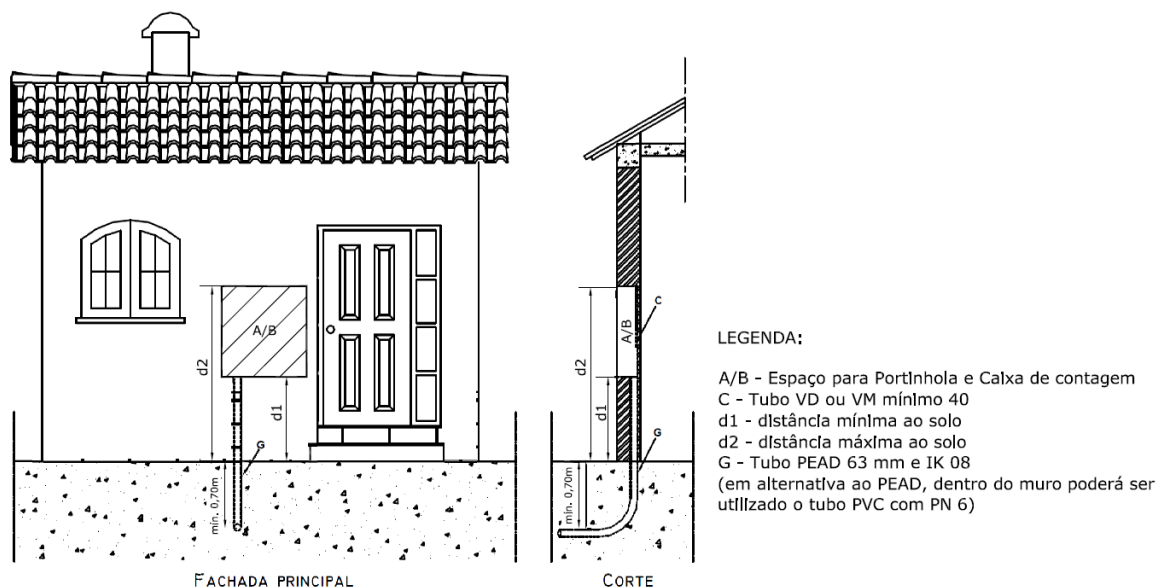 A/B
d2
d1
G
mín. 0,70m
FACHADA PRINCIPAL
C
A/B
d2
d1
G
mín. 0,70m
CORTE
LEGENDA:
A/B - Espaço para Portinhola e Caixa de contagem
C - Tubo VD ou VM mínimo 40
d1 - distância mínima ao solo
d2 - distância máxima ao solo
G - Tubo PEAD 63 mm e IK 08
(em alternativa ao PEAD, dentro do muro poderá ser
utilizado o tubo PVC com PN 6)